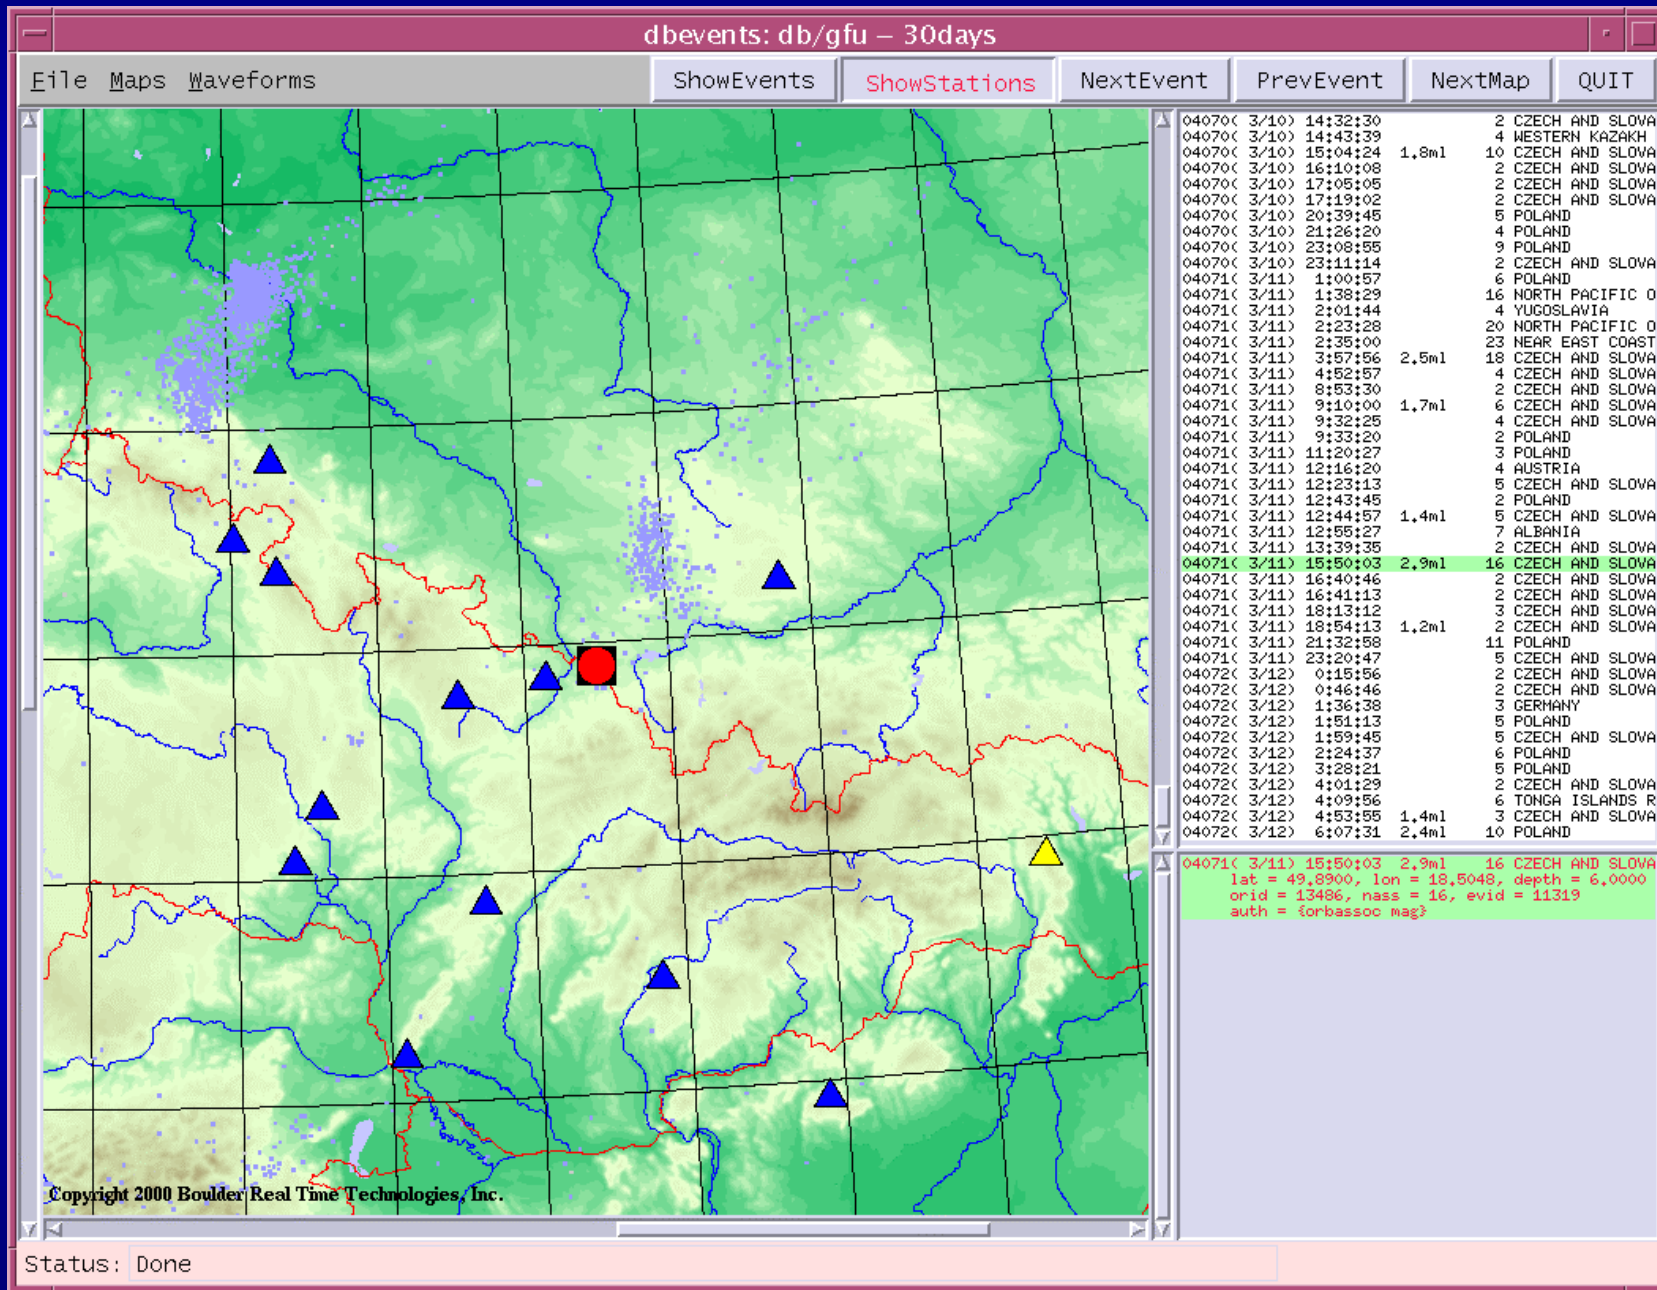 dbevents: db/gfu – 30days
File Maps Waveforms ShowEvents ShowStations NextEvent PrevEvent NextMap QUIT
04070( 3/10) 14:32:30 2 CZECH AND SLOVA
04070( 3/10) 14:43:39 4 WESTERN KAZAKH
04070( 3/10) 15:04:24 1.8ml 10 CZECH AND SLOVA
04070( 3/10) 16:10:08 2 CZECH AND SLOVA
04070( 3/10) 17:05:05 2 CZECH AND SLOVA
04070( 3/10) 17:19:02 2 CZECH AND SLOVA
04070( 3/10) 20:39:45 5 POLAND
04070( 3/10) 21:26:20 4 POLAND
04070( 3/10) 23:08:55 9 POLAND
04070( 3/10) 23:11:14 2 CZECH AND SLOVA
04071( 3/11) 1:00:57 6 POLAND
04071( 3/11) 1:38:29 16 NORTH PACIFIC O
04071( 3/11) 2:01:44 4 YUGOSLAVIA
04071( 3/11) 2:23:28 20 NORTH PACIFIC O
04071( 3/11) 2:35:00 23 NEAR EAST COAST
04071( 3/11) 3:57:56 2.5ml 18 CZECH AND SLOVA
04071( 3/11) 4:52:57 4 CZECH AND SLOVA
04071( 3/11) 8:53:30 2 CZECH AND SLOVA
04071( 3/11) 9:10:00 1.7ml 6 CZECH AND SLOVA
04071( 3/11) 9:32:25 4 CZECH AND SLOVA
04071( 3/11) 9:33:20 2 POLAND
04071( 3/11) 11:20:27 3 POLAND
04071( 3/11) 12:16:20 4 AUSTRIA
04071( 3/11) 12:23:13 5 CZECH AND SLOVA
04071( 3/11) 12:43:45 2 POLAND
04071( 3/11) 12:44:57 1.4ml 5 CZECH AND SLOVA
04071( 3/11) 12:55:27 7 ALBANIA
04071( 3/11) 13:39:35 2 CZECH AND SLOVA
04071( 3/11) 15:50:03 2.9ml 16 CZECH AND SLOVA
04071( 3/11) 16:40:46 2 CZECH AND SLOVA
04071( 3/11) 16:41:13 2 CZECH AND SLOVA
04071( 3/11) 18:13:12 3 CZECH AND SLOVA
04071( 3/11) 18:54:13 1.2ml 2 CZECH AND SLOVA
04071( 3/11) 21:32:58 11 POLAND
04071( 3/11) 23:20:47 5 CZECH AND SLOVA
04072( 3/12) 0:15:56 2 CZECH AND SLOVA
04072( 3/12) 0:46:46 2 CZECH AND SLOVA
04072( 3/12) 1:36:38 3 GERMANY
04072( 3/12) 1:51:13 5 POLAND
04072( 3/12) 1:59:45 5 CZECH AND SLOVA
04072( 3/12) 2:24:37 6 POLAND
04072( 3/12) 3:28:21 5 POLAND
04072( 3/12) 4:01:29 2 CZECH AND SLOVA
04072( 3/12) 4:09:56 6 TONGA ISLANDS R
04072( 3/12) 4:53:55 1.4ml 3 CZECH AND SLOVA
04072( 3/12) 6:07:31 2.4ml 10 POLAND
04071( 3/11) 15:50:03 2.9ml 16 CZECH AND SLOVA
lat = 49.8900, lon = 18.5048, depth = 6.0000
orid = 13486, nass = 16, evid = 11319
auth = {orbassoc mag}
Copyright 2000 Boulder Real Time Technologies, Inc.
Status: Done